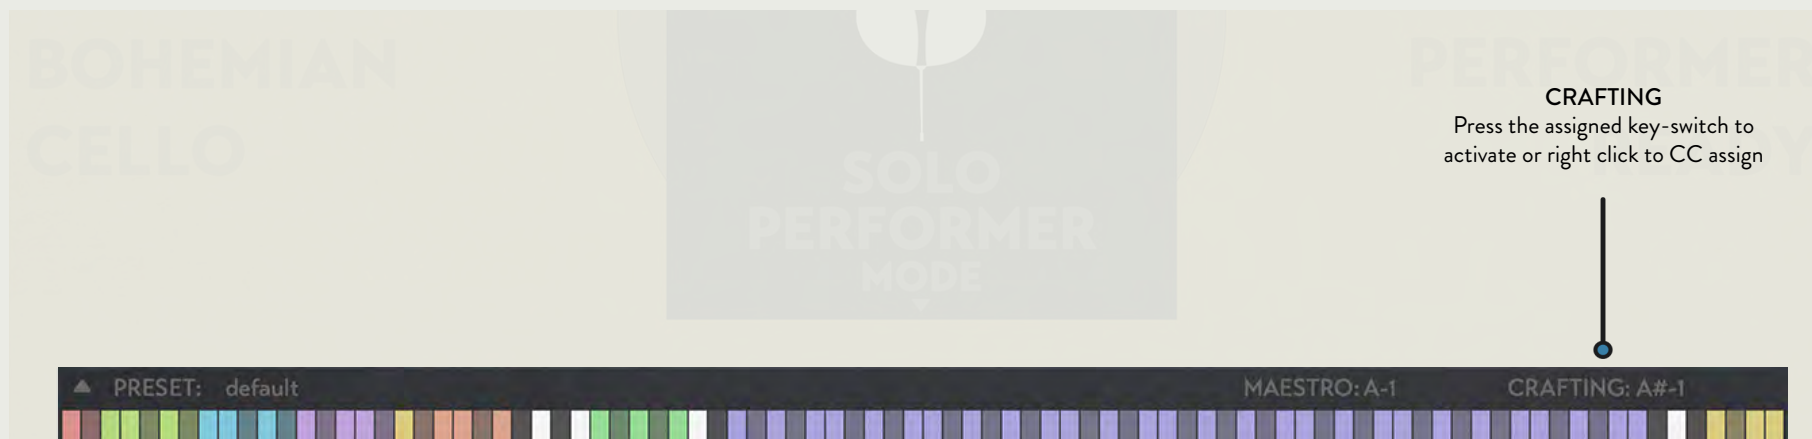 BOHEMIAN
CELLO
PERFORMER
CRAFTING
Press the assigned key-switch to
activate or right click to CC assign
SOLO
PERFORMER
MODE
PRESET: default
MAESTRO: A-1
CRAFTING: A#-1